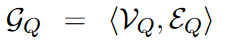 𝒢_Q = ⟨𝒱_Q, ℰ_Q⟩